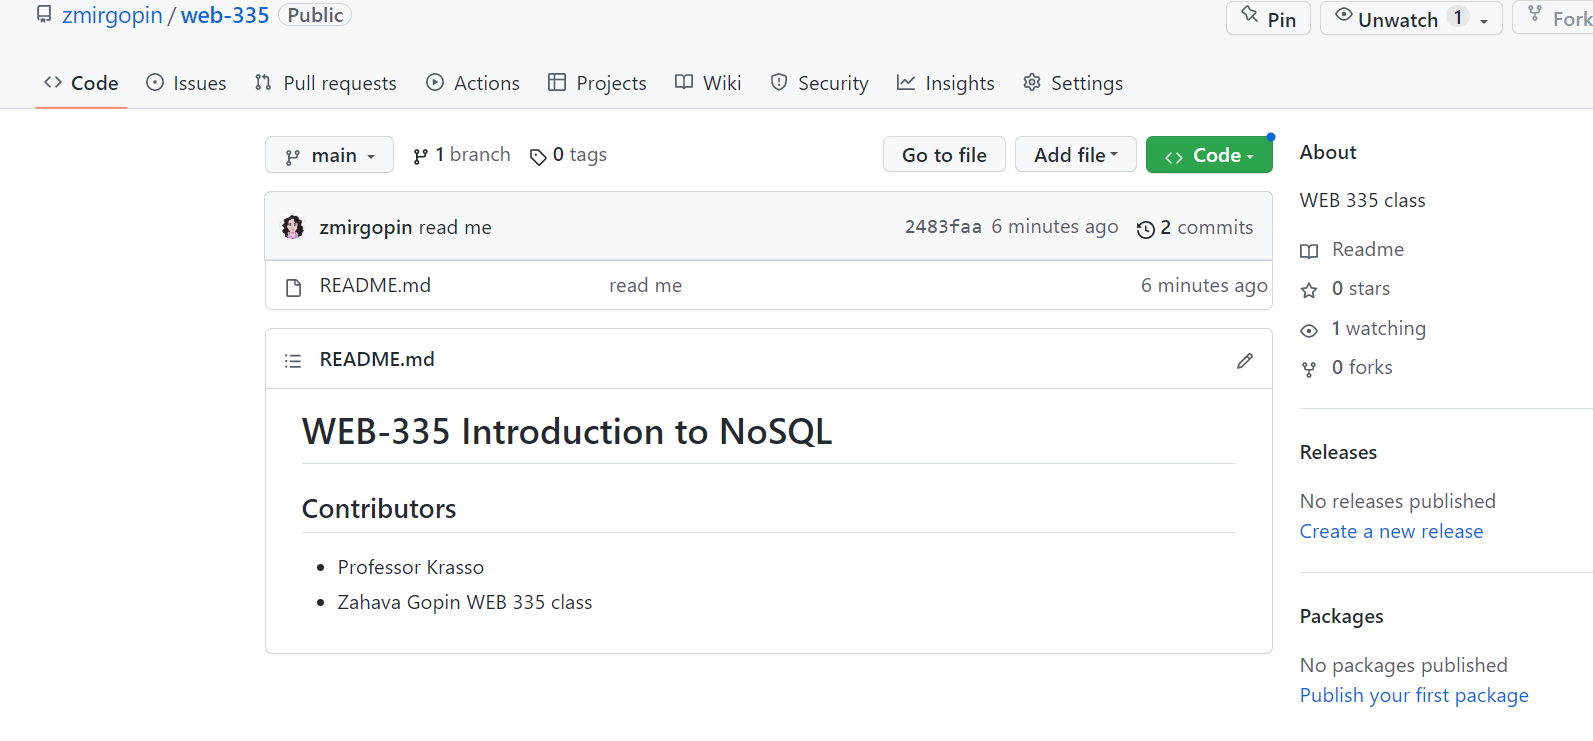 zmirgopin / web-335 Public
Pin Unwatch 1 Fork
Code Issues Pull requests Actions Projects Wiki Security Insights Settings
main 1 branch 0 tags Go to file Add file Code
zmirgopin read me 2483faa 6 minutes ago 2 commits
README.md read me 6 minutes ago
README.md
WEB-335 Introduction to NoSQL
Contributors
Professor Krasso
Zahava Gopin WEB 335 class
About
WEB 335 class
Readme
0 stars
1 watching
0 forks
Releases
No releases published
Create a new release
Packages
No packages published
Publish your first package